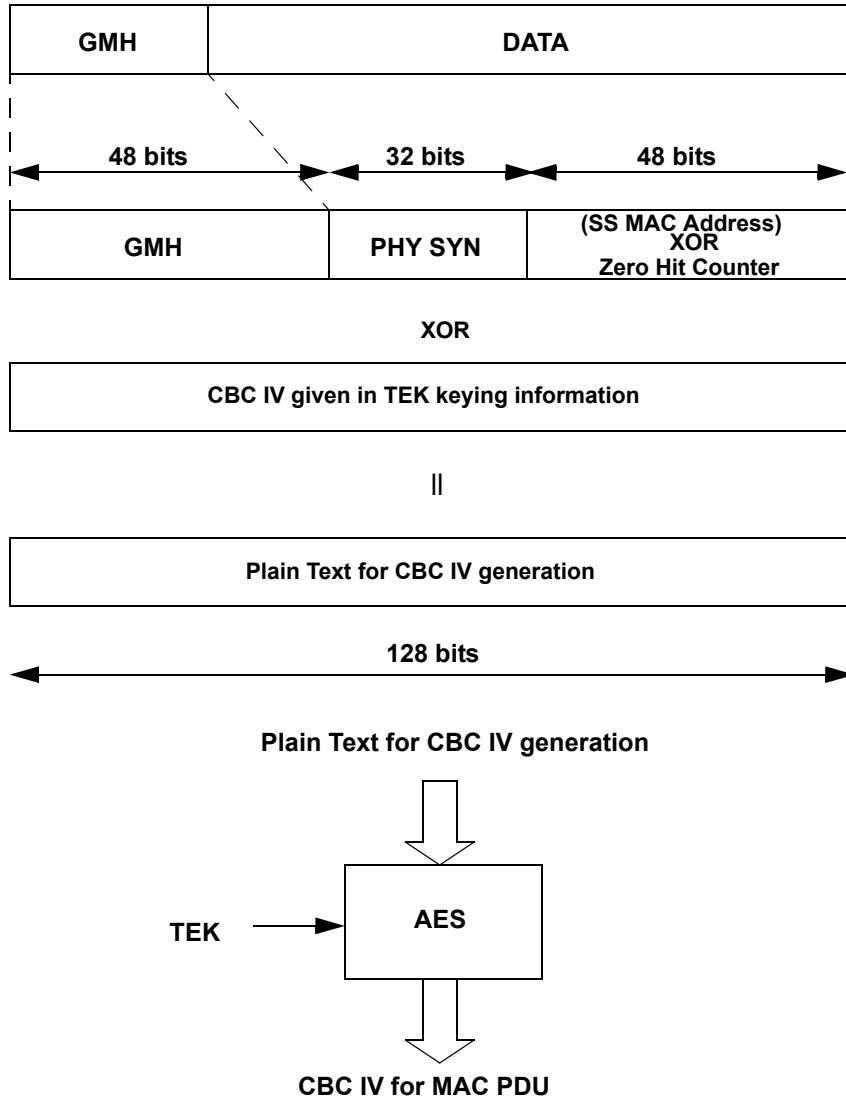 GMH DATA
48 bits 32 bits 48 bits
GMH PHY SYN (SS MAC Address)
XOR
Zero Hit Counter
XOR
CBC IV given in TEK keying information
||
Plain Text for CBC IV generation
128 bits
Plain Text for CBC IV generation
TEK AES
CBC IV for MAC PDU